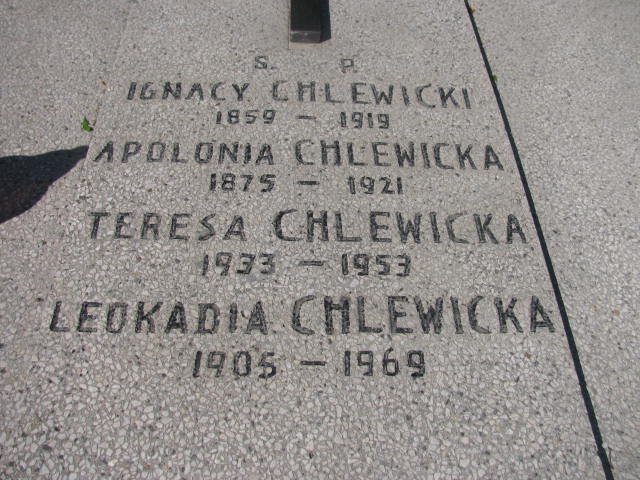 S. P.
IGNACY CHLEWICKI
1859 – 1919
APOLONIA CHLEWICKA
1875 – 1921
TERESA CHLEWICKA
1933 – 1953
LEOKADIA CHLEWICKA
1905 – 1969